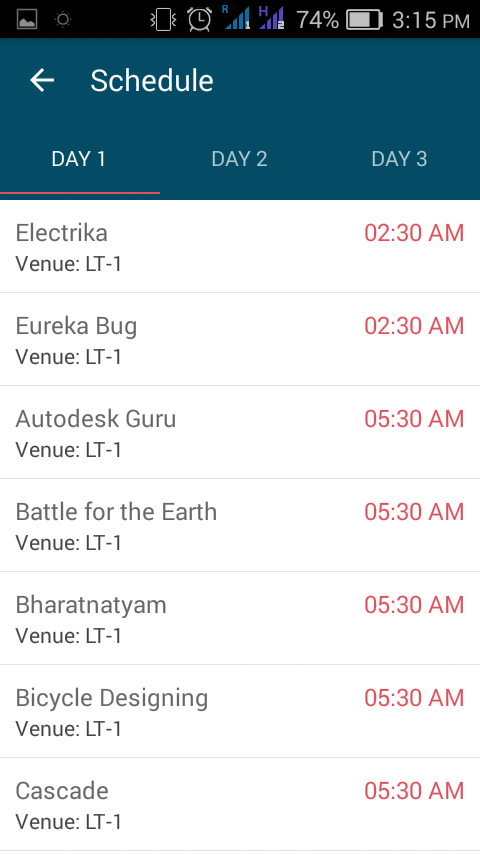 R 1 H 2 74% 3:15 PM
Schedule
DAY 1 DAY 2 DAY 3
Electrika 02:30 AM
Venue: LT-1
Eureka Bug 02:30 AM
Venue: LT-1
Autodesk Guru 05:30 AM
Venue: LT-1
Battle for the Earth 05:30 AM
Venue: LT-1
Bharatnatyam 05:30 AM
Venue: LT-1
Bicycle Designing 05:30 AM
Venue: LT-1
Cascade 05:30 AM
Venue: LT-1